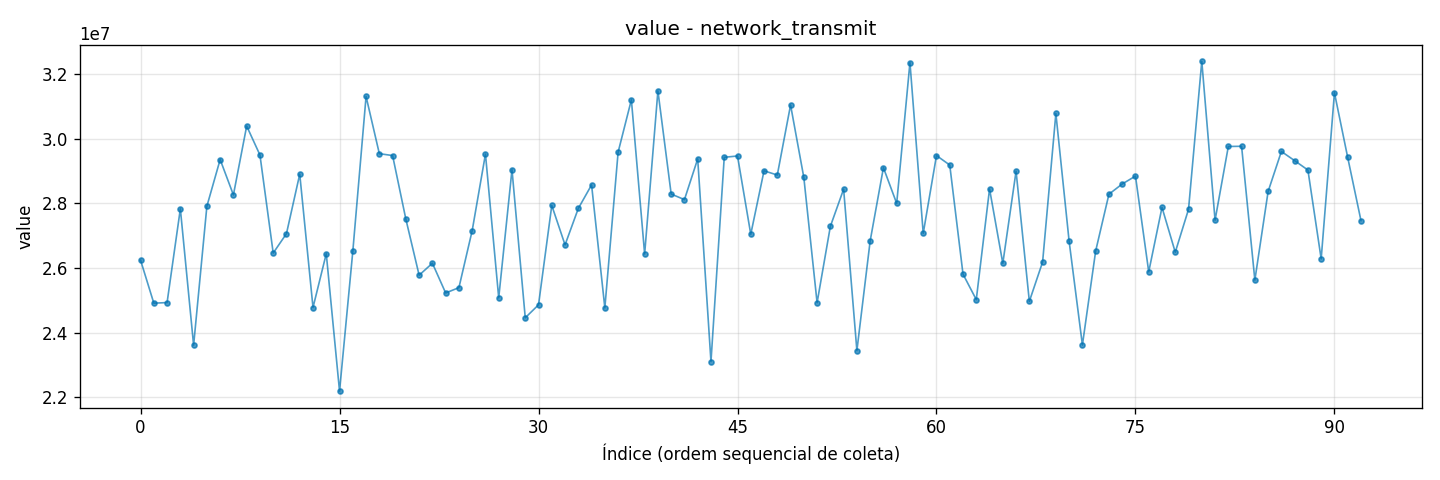 value - network_transmit
1e7
3.2
3.0
2.8
2.6
2.4
2.2
value
0 15 30 45 60 75 90
Índice (ordem sequencial de coleta)